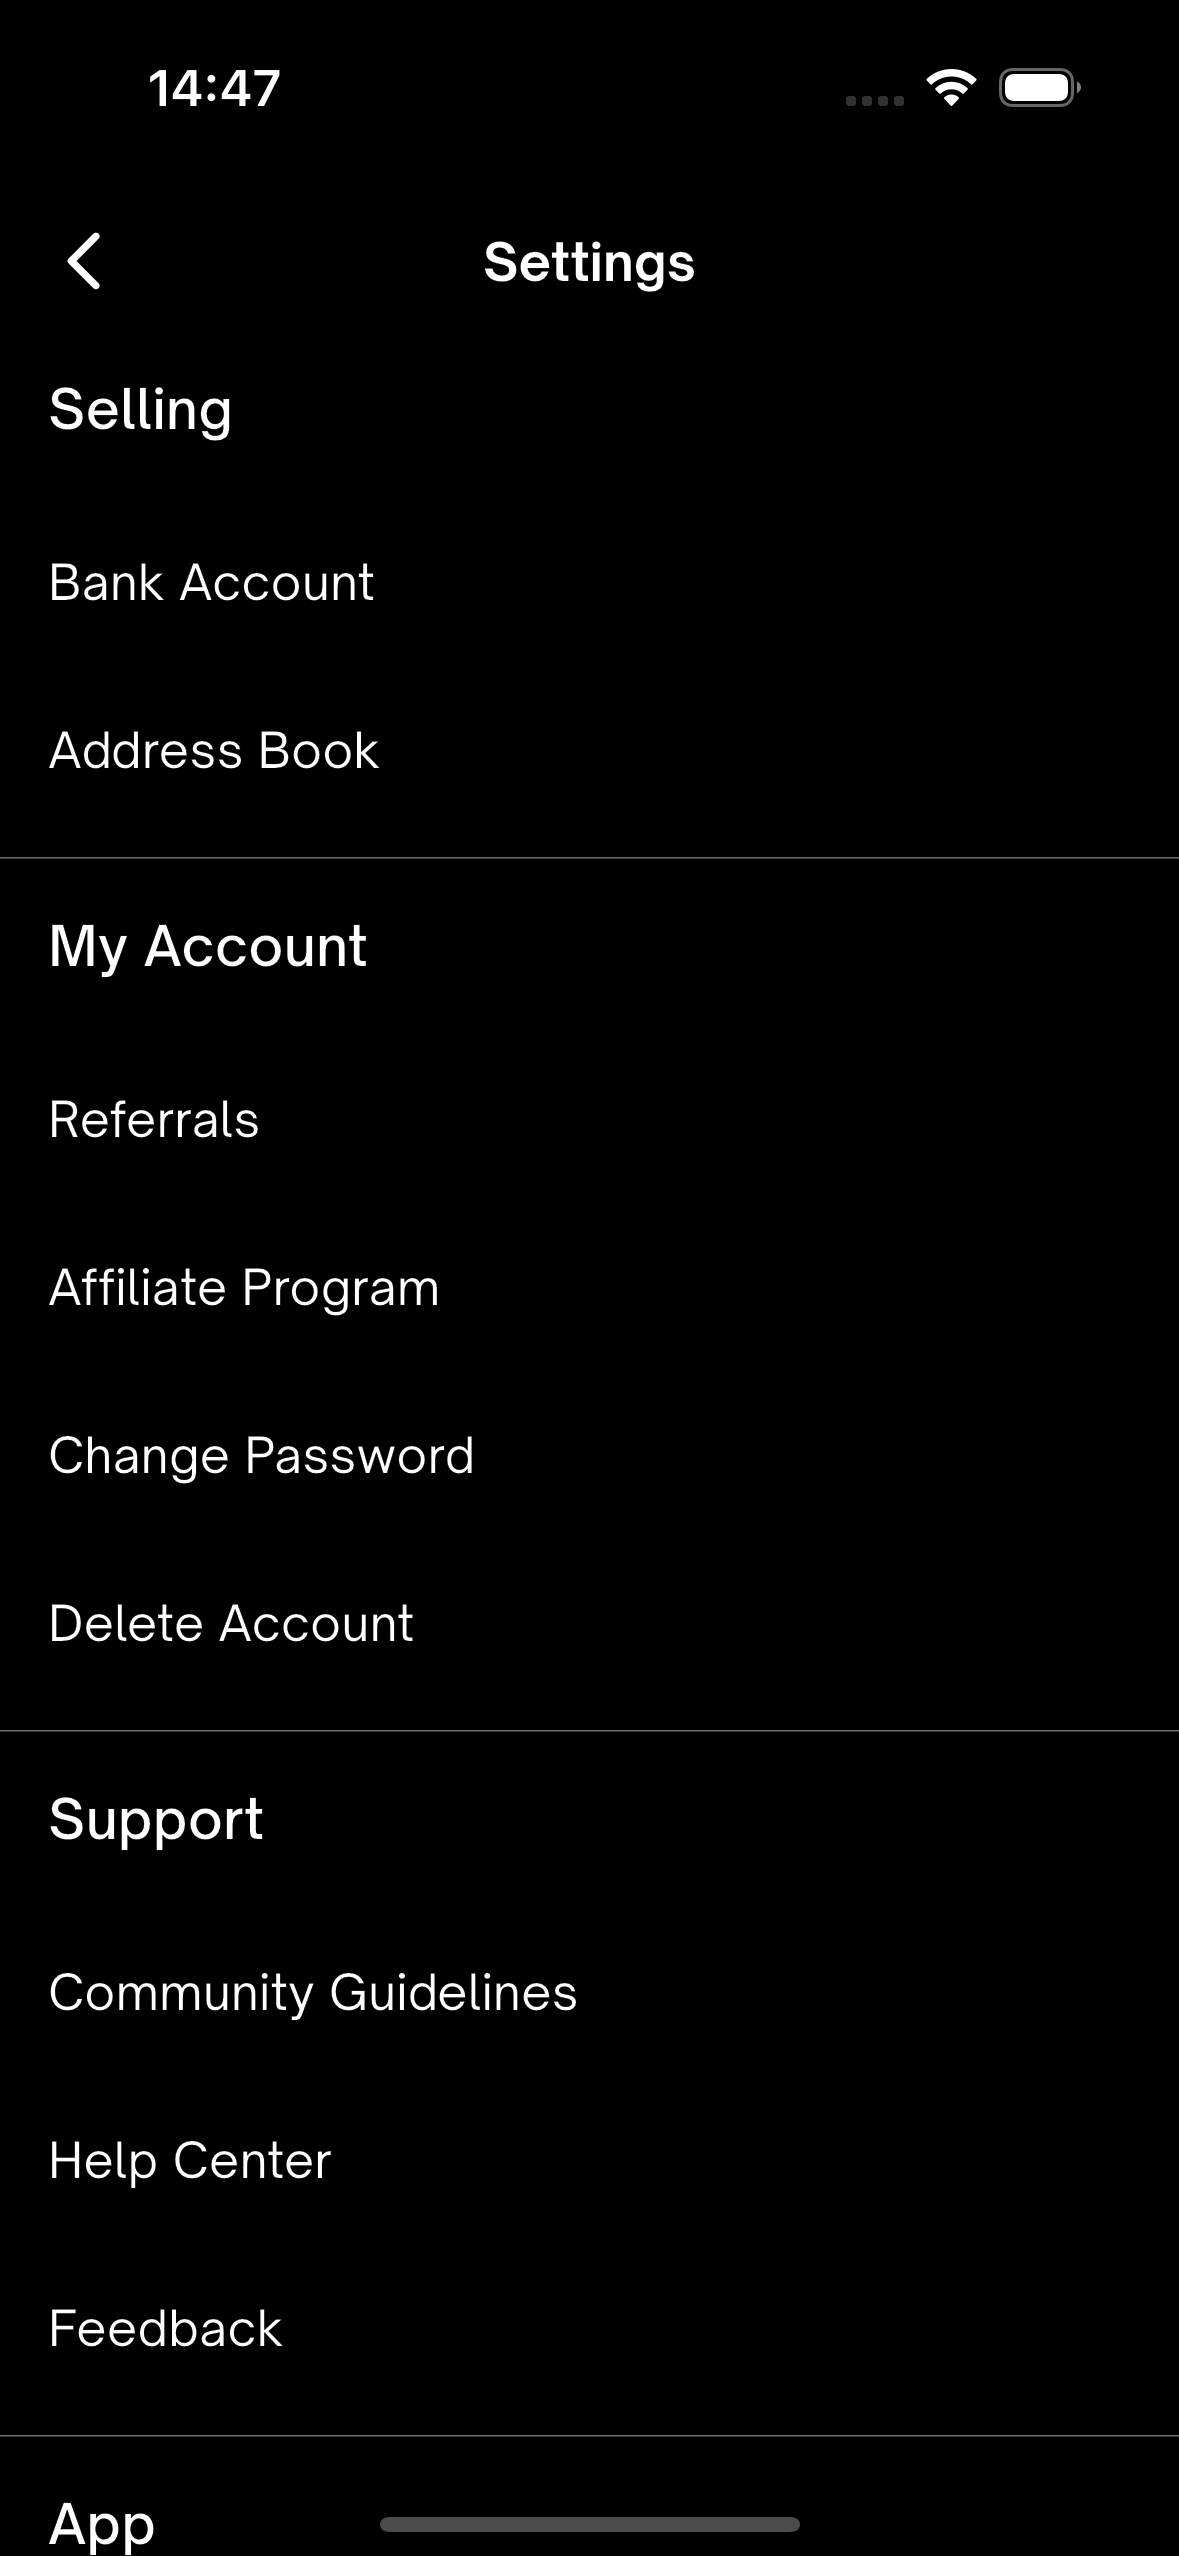 14:47
Settings
Selling
Bank Account
Address Book
My Account
Referrals
Affiliate Program
Change Password
Delete Account
Support
Community Guidelines
Help Center
Feedback
App